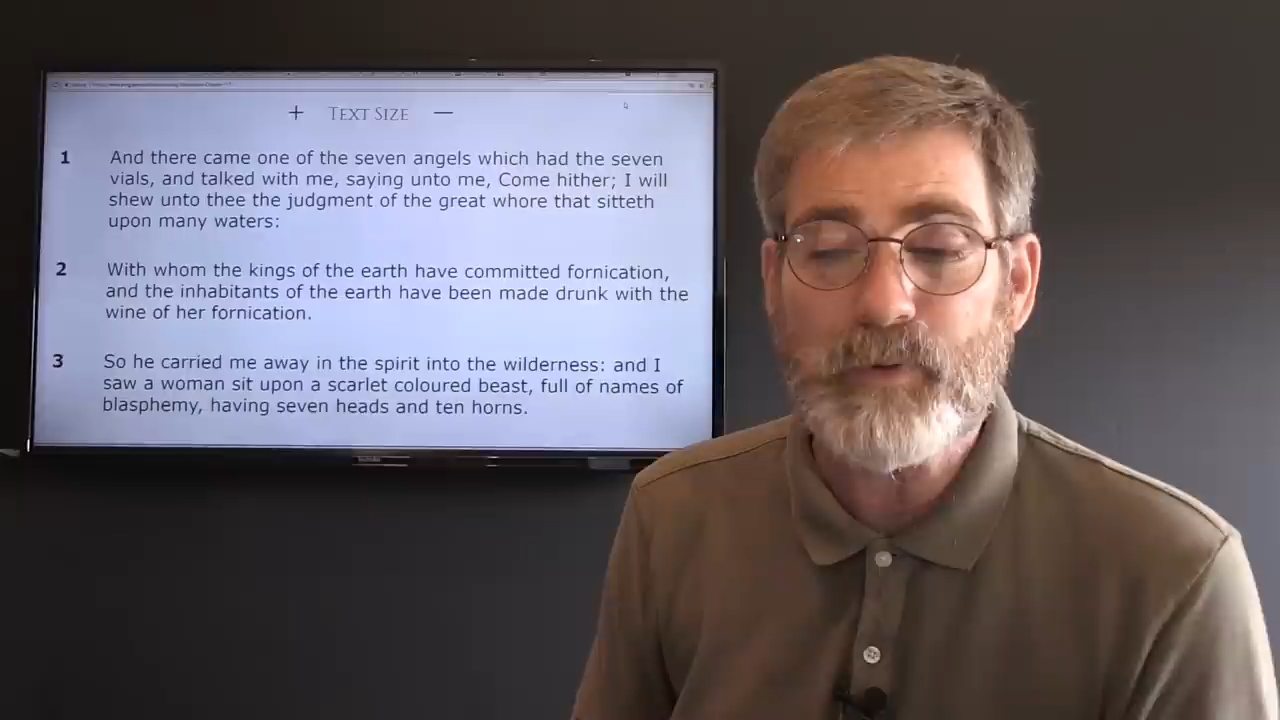 + TEXT SIZE —
1 And there came one of the seven angels which had the seven
vials, and talked with me, saying unto me, Come hither; I will
shew unto thee the judgment of the great whore that sitteth
upon many waters:
2 With whom the kings of the earth have committed fornication,
and the inhabitants of the earth have been made drunk with the
wine of her fornication.
3 So he carried me away in the spirit into the wilderness: and I
saw a woman sit upon a scarlet coloured beast, full of names of
blasphemy, having seven heads and ten horns.